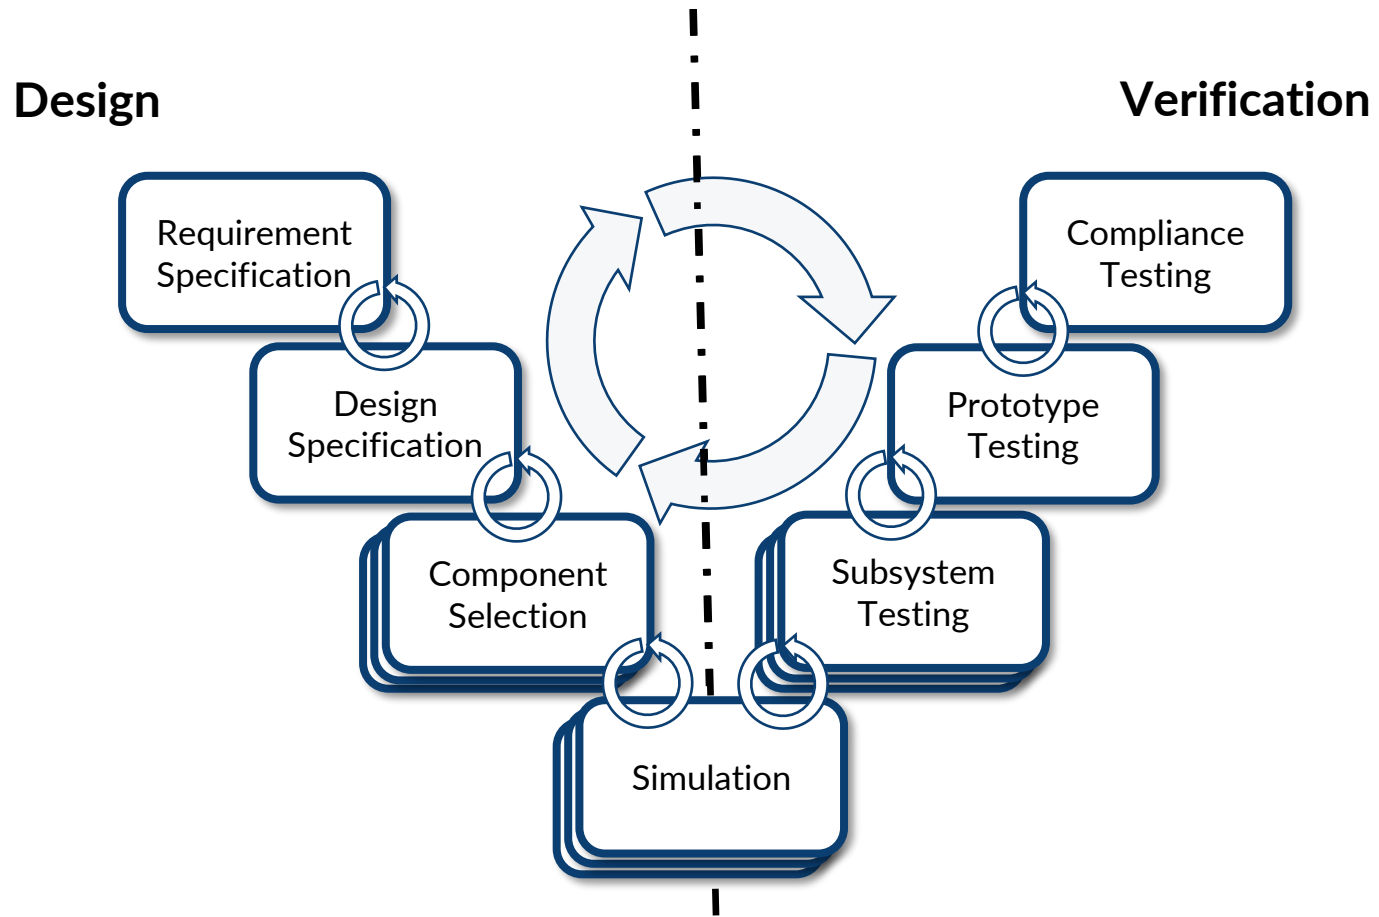 Design
Verification
Requirement
Specification
Compliance
Testing
Design
Specification
Prototype
Testing
Component
Selection
Subsystem
Testing
Simulation